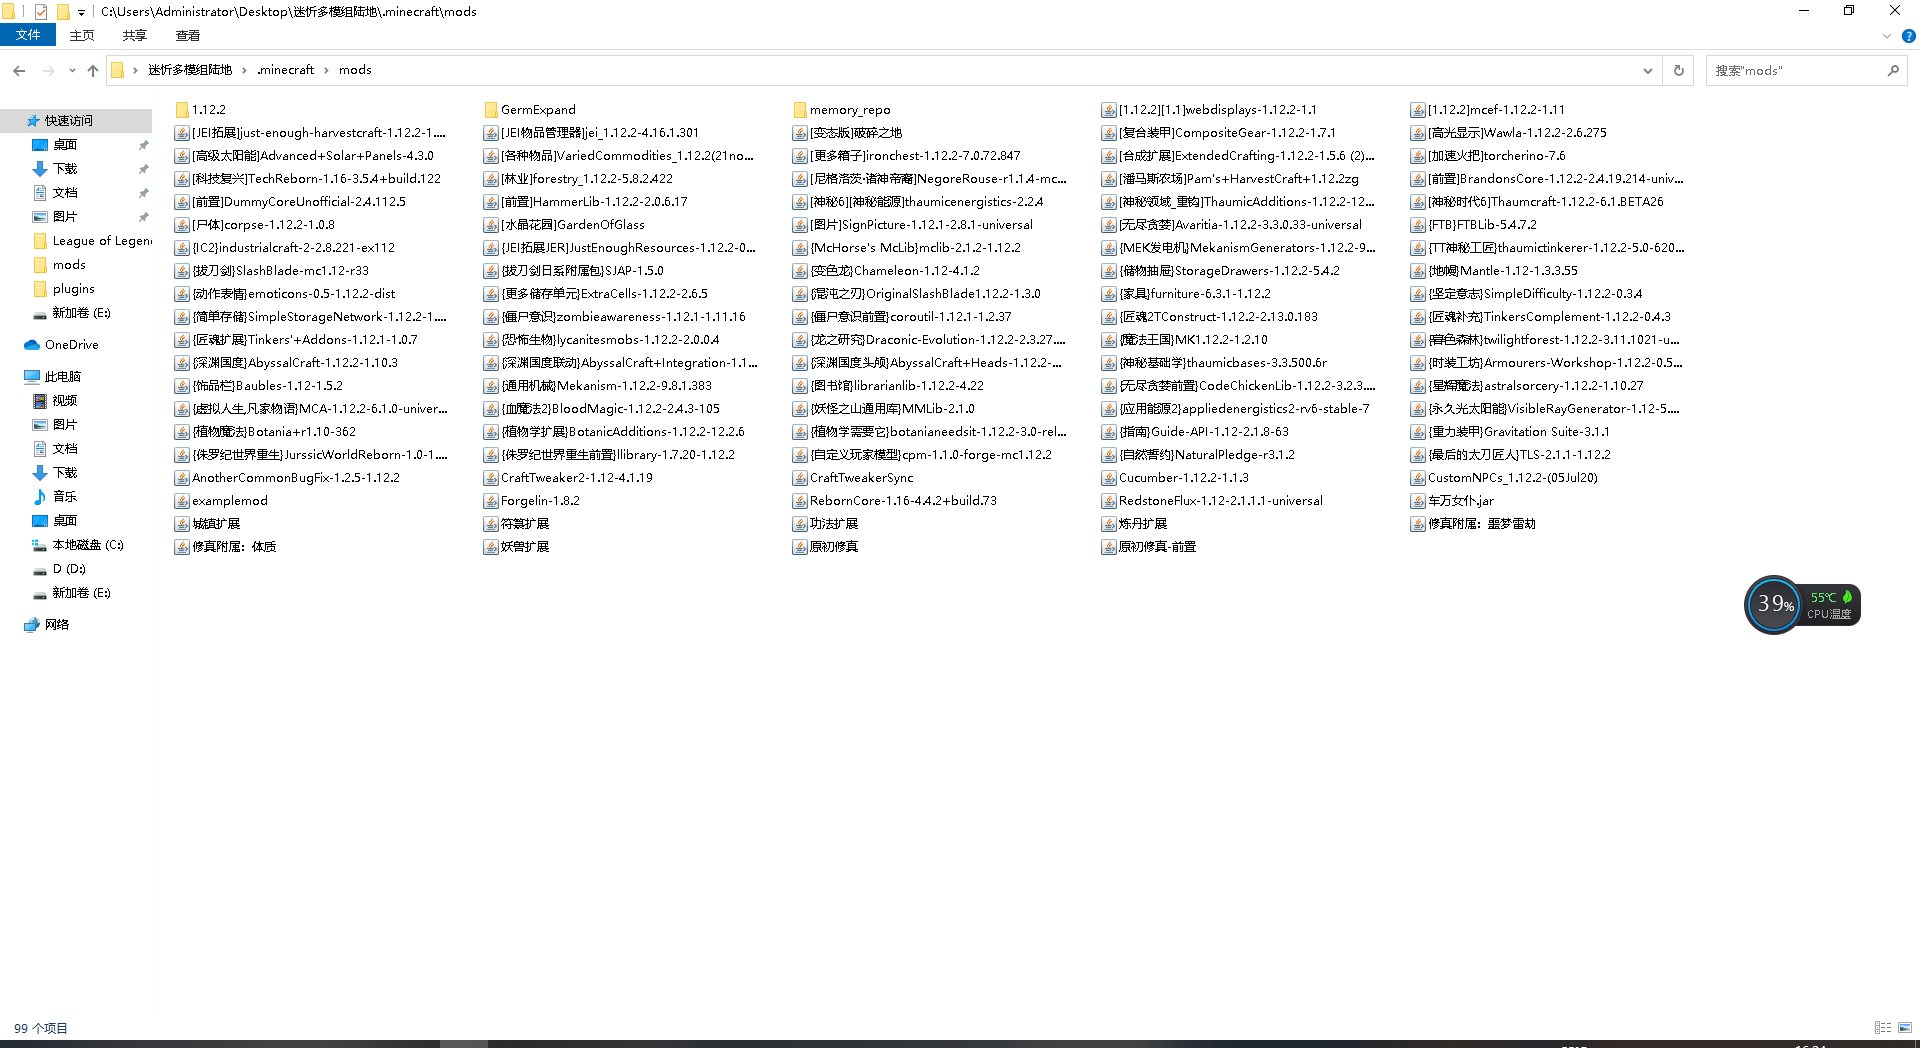 C:\Users\Administrator\Desktop\迷忻多模组陆地\.minecraft\mods
文件 主页 共享 查看
迷忻多模组陆地 › .minecraft › mods
搜索"mods"
快速访问
桌面
下载
文档
图片
League of Legen
mods
plugins
新加卷 (E:)
OneDrive
此电脑
视频
图片
文档
下载
音乐
桌面
本地磁盘 (C:)
D (D:)
新加卷 (E:)
网络
1.12.2 GermExpand memory_repo [1.12.2][1.1]webdisplays-1.12.2-1.1 [1.12.2]mcef-1.12.2-1.11
[JEI拓展]just-enough-harvestcraft-1.12.2-1.... [JEI物品管理器]jei_1.12.2-4.16.1.301 [变态版]破碎之地 [复合装甲]CompositeGear-1.12.2-1.7.1 [高光显示]Wawla-1.12.2-2.6.275
[高级太阳能]Advanced+Solar+Panels-4.3.0 [各种物品]VariedCommodities_1.12.2(21no... [更多箱子]ironchest-1.12.2-7.0.72.847 [合成扩展]ExtendedCrafting-1.12.2-1.5.6 (2)... [加速火把]torcherino-7.6
[科技复兴]TechReborn-1.16-3.5.4+build.122 [林业]forestry_1.12.2-5.8.2.422 [尼格洛茨·诸神帝裔]NegoreRouse-r1.1.4-mc... [潘马斯农场]Pam's+HarvestCraft+1.12.2zg [前置]BrandonsCore-1.12.2-2.4.19.214-univ...
[前置]DummyCoreUnofficial-2.4.112.5 [前置]HammerLib-1.12.2-2.0.6.17 [神秘6][神秘能源]thaumicenergistics-2.2.4 [神秘领域_重钩]ThaumicAdditions-1.12.2-12... [神秘时代6]Thaumcraft-1.12.2-6.1.BETA26
[尸体]corpse-1.12.2-1.0.8 [水晶花园]GardenOfGlass [图片]SignPicture-1.12.1-2.8.1-universal [无尽贪婪]Avaritia-1.12.2-3.3.0.33-universal {FTB}FTBLib-5.4.7.2
{IC2}industrialcraft-2-2.8.221-ex112 {JEI拓展JER}JustEnoughResources-1.12.2-0... {McHorse's McLib}mclib-2.1.2-1.12.2 {MEK发电机}MekanismGenerators-1.12.2-9... {TT神秘工匠}thaumictinkerer-1.12.2-5.0-620...
{拔刀剑}SlashBlade-mc1.12-r33 {拔刀剑日系附属包}SJAP-1.5.0 {变色龙}Chameleon-1.12-4.1.2 {储物抽屉}StorageDrawers-1.12.2-5.4.2 {地幔}Mantle-1.12-1.3.3.55
{动作表情}emoticons-0.5-1.12.2-dist {更多储存单元}ExtraCells-1.12.2-2.6.5 {混沌之刃}OriginalSlashBlade1.12.2-1.3.0 {家具}furniture-6.3.1-1.12.2 {坚定意志}SimpleDifficulty-1.12.2-0.3.4
{简单存储}SimpleStorageNetwork-1.12.2-1.... {僵尸意识}zombieawareness-1.12.1-1.11.16 {僵尸意识前置}coroutil-1.12.1-1.2.37 {匠魂2TConstruct-1.12.2-2.13.0.183 {匠魂补充}TinkersComplement-1.12.2-0.4.3
{匠魂扩展}Tinkers'+Addons-1.12.1-1.0.7 {恐怖生物}lycanitesmobs-1.12.2-2.0.0.4 {龙之研究}Draconic-Evolution-1.12.2-2.3.27.... {魔法王国}MK1.12.2-1.2.10 {暮色森林}twilightforest-1.12.2-3.11.1021-u...
{深渊国度}AbyssalCraft-1.12.2-1.10.3 {深渊国度联动}AbyssalCraft+Integration-1.1... {深渊国度头颅}AbyssalCraft+Heads-1.12.2-... {神秘基础学}thaumicbases-3.3.500.6r {时装工坊}Armourers-Workshop-1.12.2-0.5...
{饰品栏}Baubles-1.12-1.5.2 {通用机械}Mekanism-1.12.2-9.8.1.383 {图书馆}librarianlib-1.12.2-4.22 {无尽贪婪前置}CodeChickenLib-1.12.2-3.2.3.... {星辉魔法}astralsorcery-1.12.2-1.10.27
{虚拟人生,凡家物语}MCA-1.12.2-6.1.0-univer... {血魔法2}BloodMagic-1.12.2-2.4.3-105 {妖怪之山通用库}MMLib-2.1.0 {应用能源2}appliedenergistics2-rv6-stable-7 {永久光太阳能}VisibleRayGenerator-1.12-5....
{植物魔法}Botania+r1.10-362 {植物学扩展}BotanicAdditions-1.12.2-12.2.6 {植物学需要它}botanianeedsit-1.12.2-3.0-rel... {指南}Guide-API-1.12-2.1.8-63 {重力装甲}Gravitation Suite-3.1.1
{侏罗纪世界重生}JurssicWorldReborn-1.0-1.... {侏罗纪世界重生前置}llibrary-1.7.20-1.12.2 {自定义玩家模型}cpm-1.1.0-forge-mc1.12.2 {自然誓约}NaturalPledge-r3.1.2 {最后的太刀匠人}TLS-2.1.1-1.12.2
AnotherCommonBugFix-1.2.5-1.12.2 CraftTweaker2-1.12-4.1.19 CraftTweakerSync Cucumber-1.12.2-1.1.3 CustomNPCs_1.12.2-(05Jul20)
examplemod Forgelin-1.8.2 RebornCore-1.16-4.4.2+build.73 RedstoneFlux-1.12-2.1.1.1-universal 车万女仆.jar
城镇扩展 符箓扩展 功法扩展 炼丹扩展 修真附属：噩梦雷劫
修真附属：体质 妖兽扩展 原初修真 原初修真-前置
39% 55℃
CPU温度
99 个项目